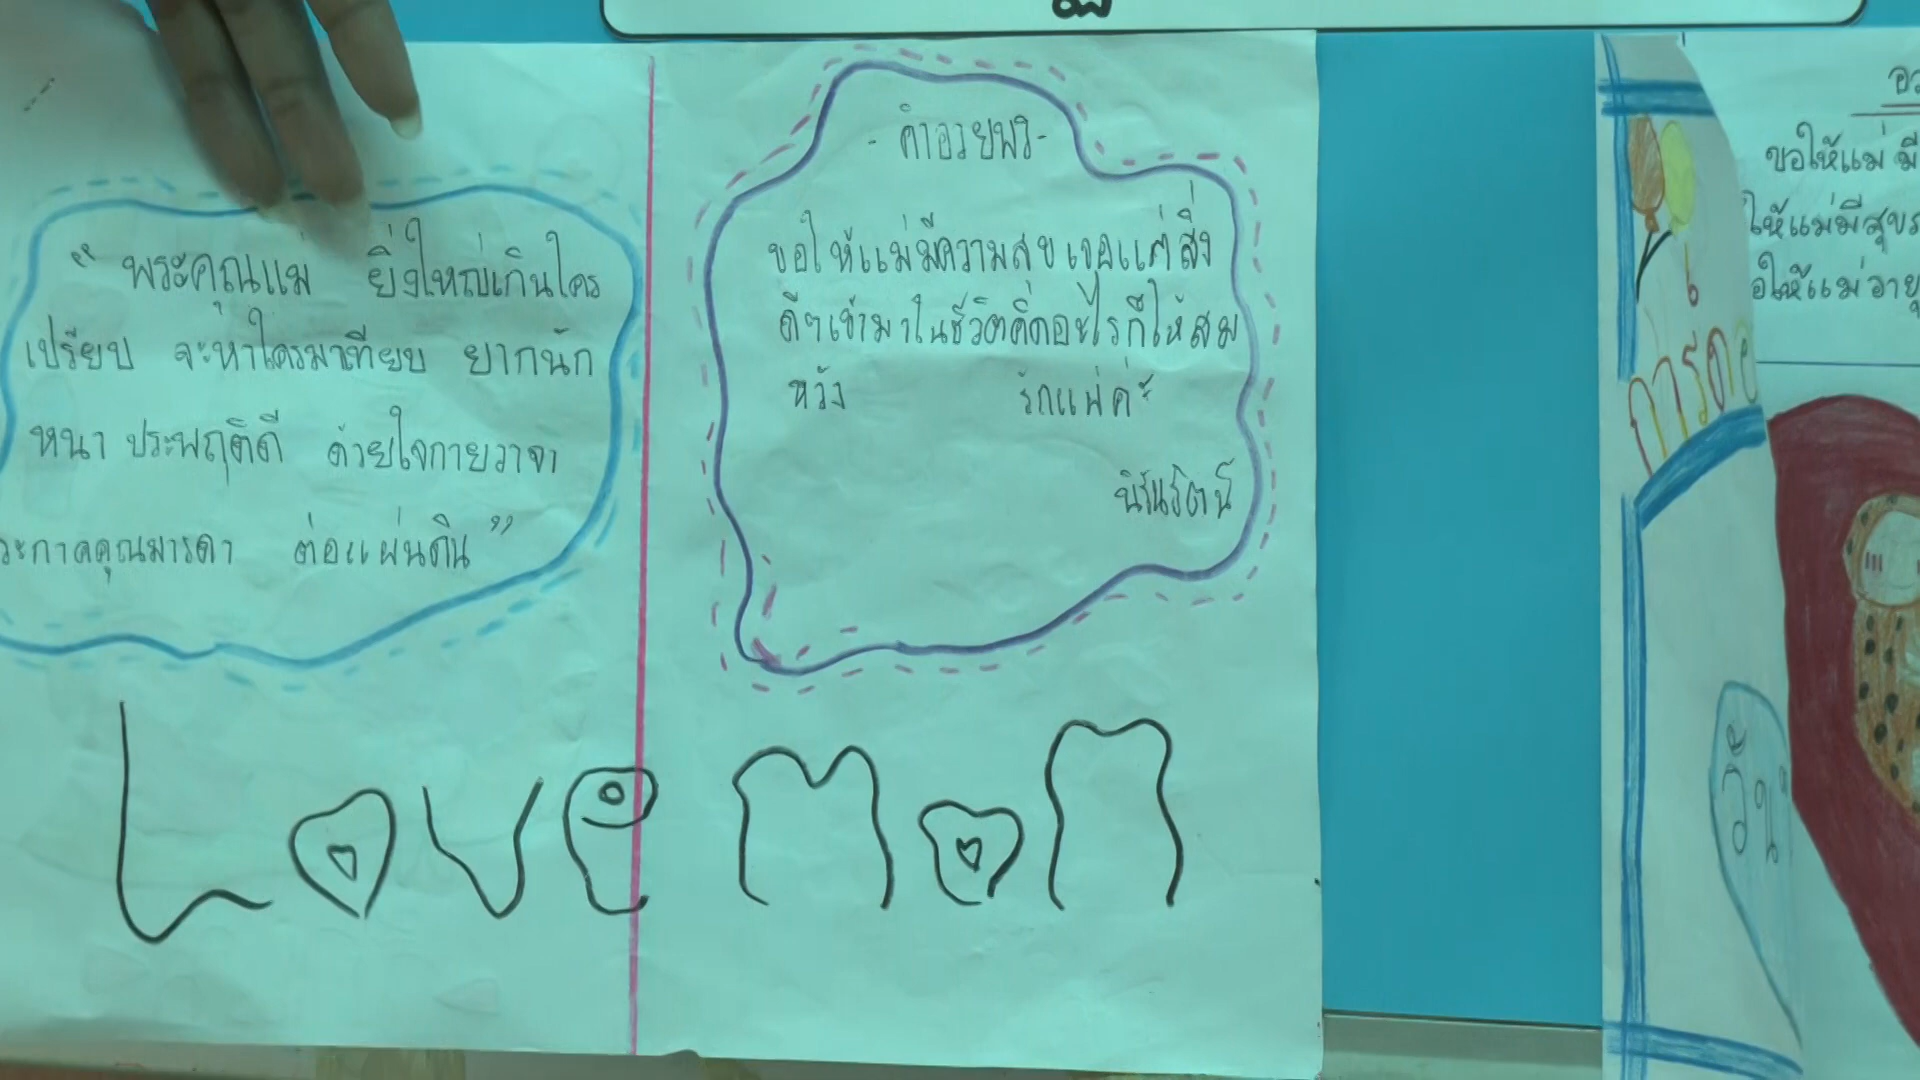 “ พระคุณแม่ ยิ่งใหญ่เกินใคร
เปรียบ จะหาใครมาเทียบ ยากนัก
หนา ประพฤติดี ด้วยใจกายวาจา
ระกาศคุณมารดา ต่อแผ่นดิน ”
- คำอวยพร -
ขอให้แม่มีความสุข เจอแต่สิ่ง
ดีๆเข้ามาในชีวิตคิดอะไรก็ให้สม
หวัง รักแม่ค่ะ
Love mom
ขอให้แม่ มี
ให้แม่มีสุข
อให้แม่อายุ
การ์ด
วัน